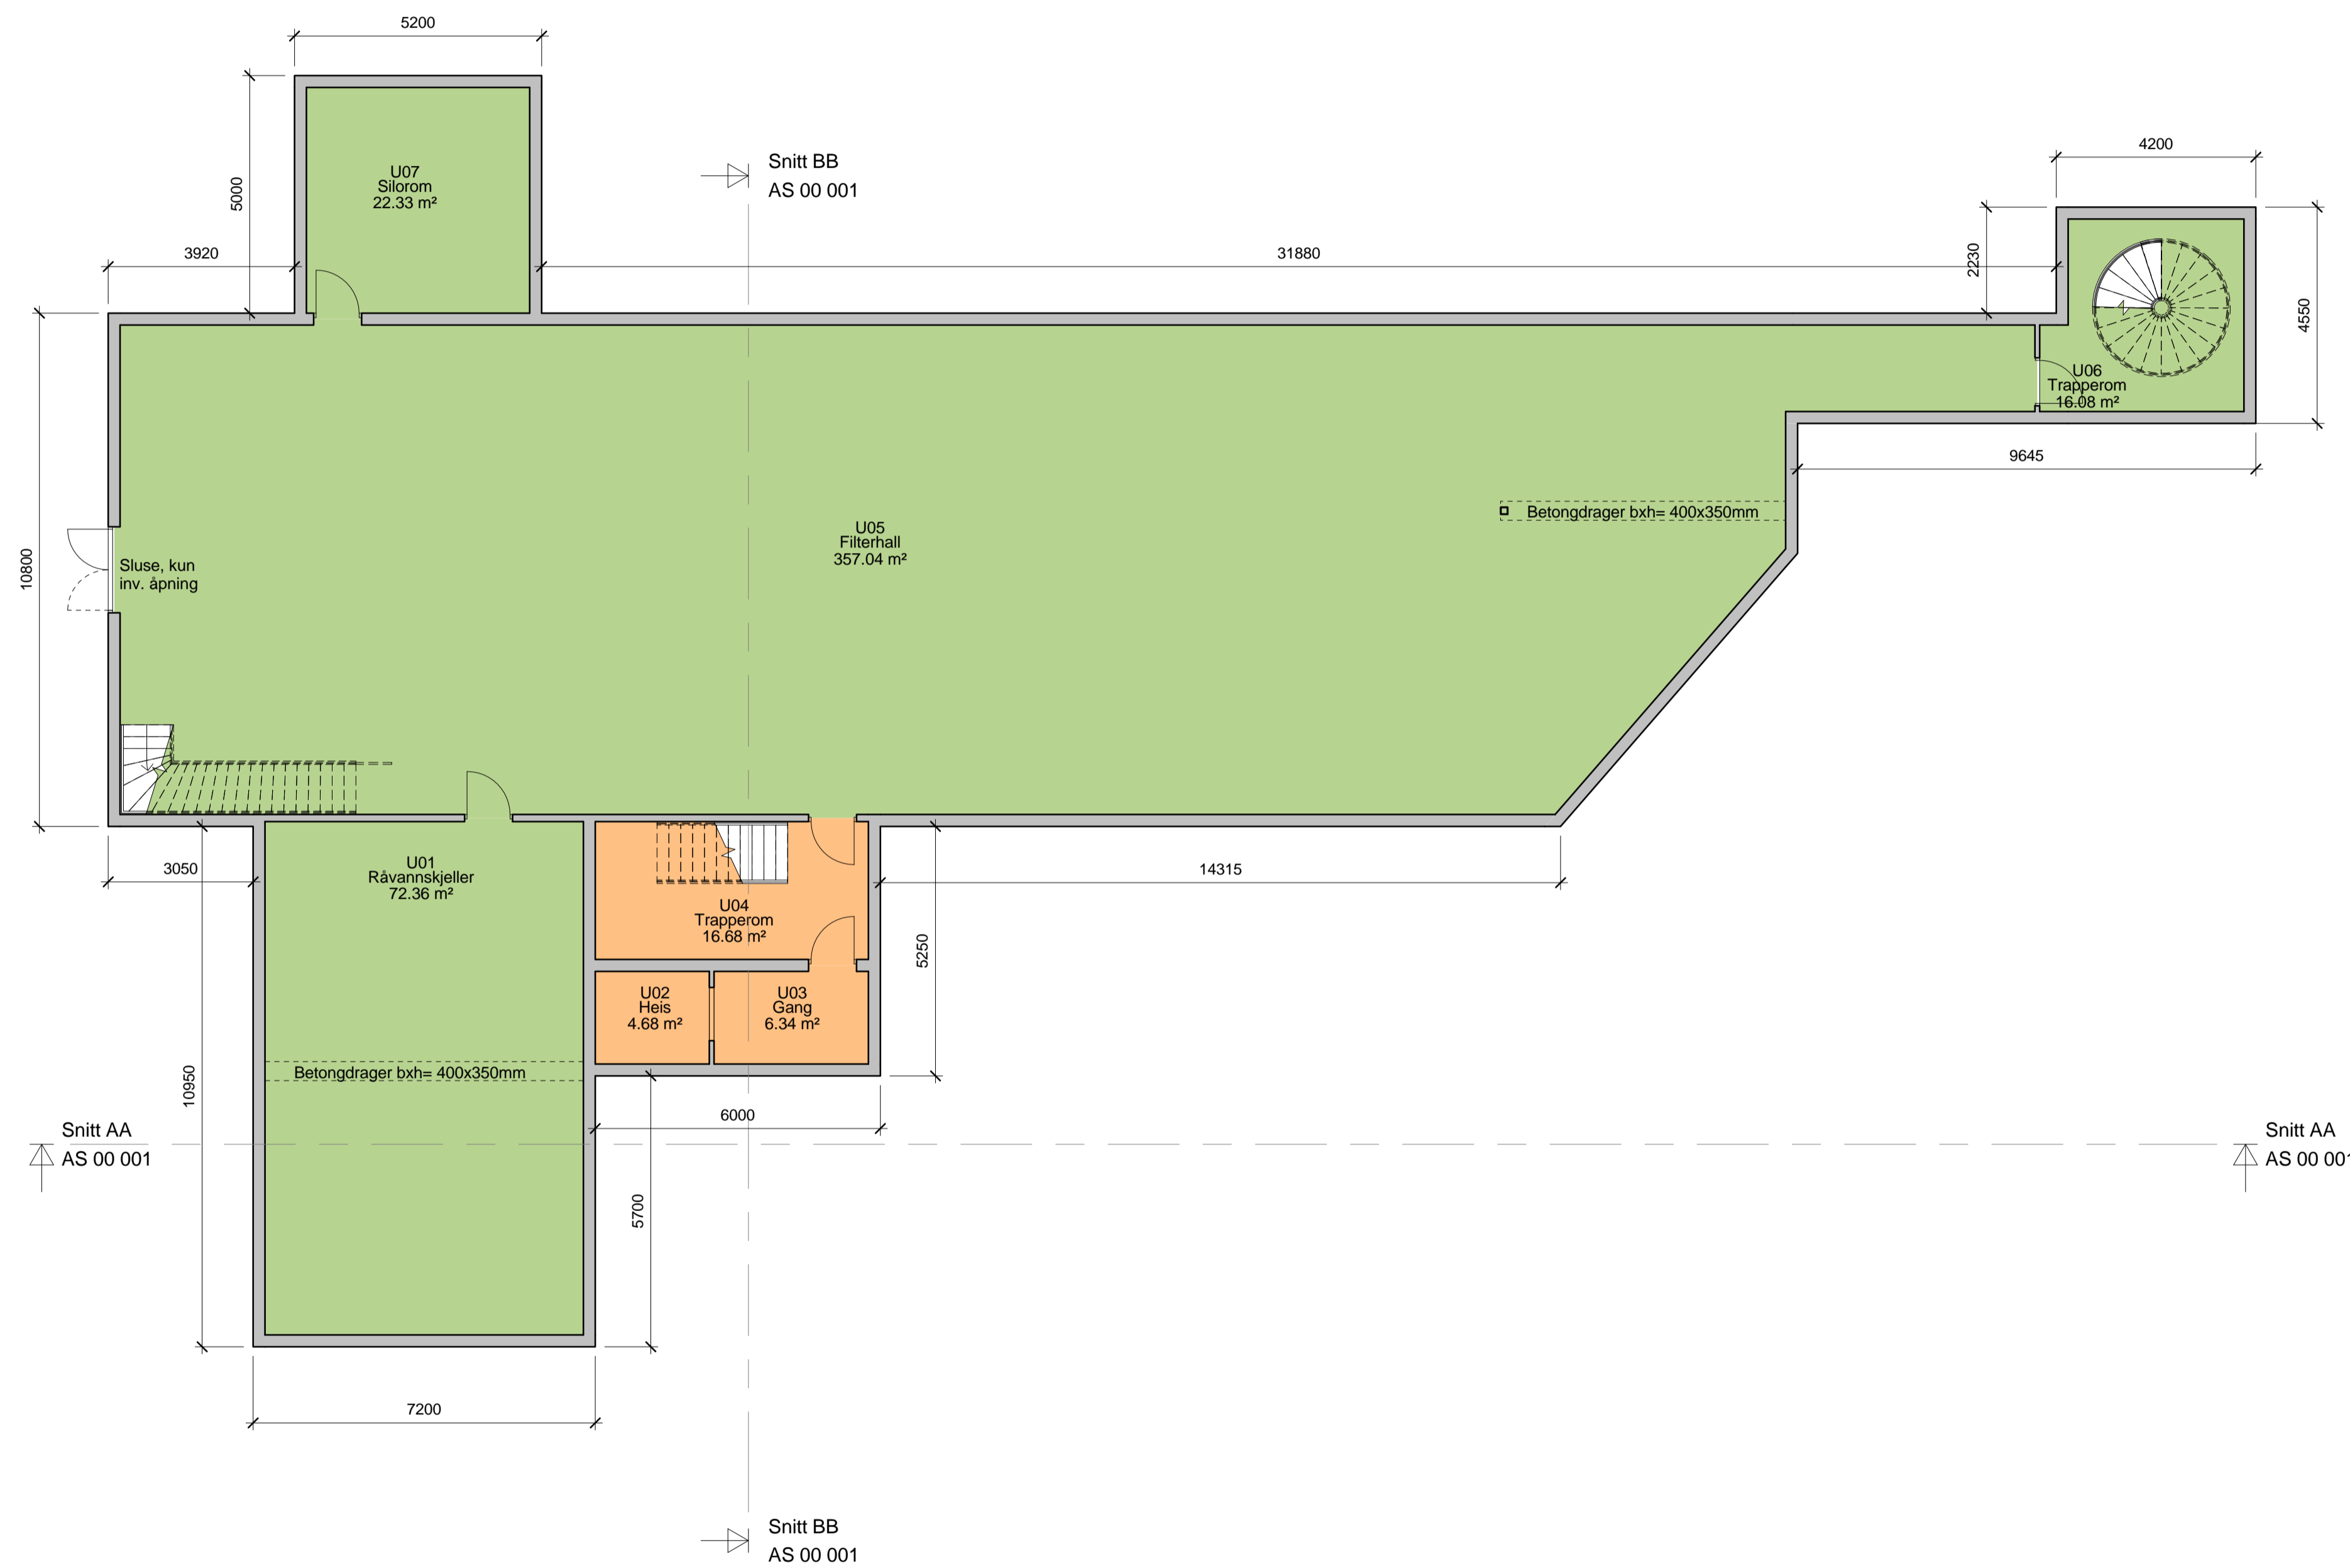 5200
4200
Snitt BB
AS 00 001
U07
Silorom
22.33 m²
5000
3920
31880
2230
4550
U06
Trapperom
16.08 m²
9645
10800
Sluse, kun
inv. åpning
U05
Filterhall
357.04 m²
Betongdrager bxh= 400x350mm
3050
U01
Råvannskjeller
72.36 m²
14315
U04
Trapperom
16.68 m²
5250
U02
Heis
4.68 m²
U03
Gang
6.34 m²
10950
Betongdrager bxh= 400x350mm
6000
Snitt AA
AS 00 001
Snitt AA
AS 00 001
5700
7200
Snitt BB
AS 00 001